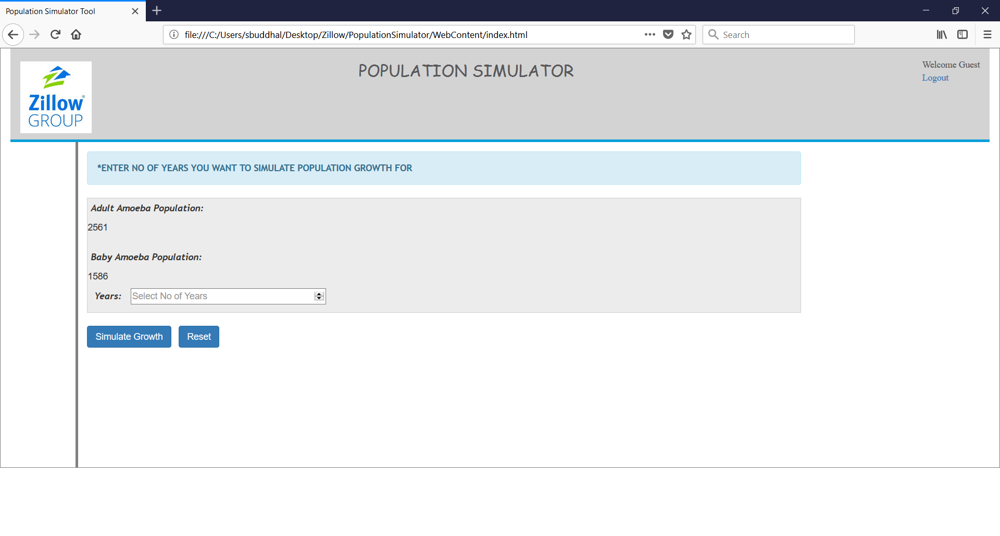 Population Simulator Tool
file:///C:/Users/sbuddhal/Desktop/Zillow/PopulationSimulator/WebContent/index.html
Search
Zillow®
GROUP
POPULATION SIMULATOR
Welcome Guest
Logout
*ENTER NO OF YEARS YOU WANT TO SIMULATE POPULATION GROWTH FOR
Adult Amoeba Population:
2561
Baby Amoeba Population:
1586
Years: Select No of Years
Simulate Growth Reset